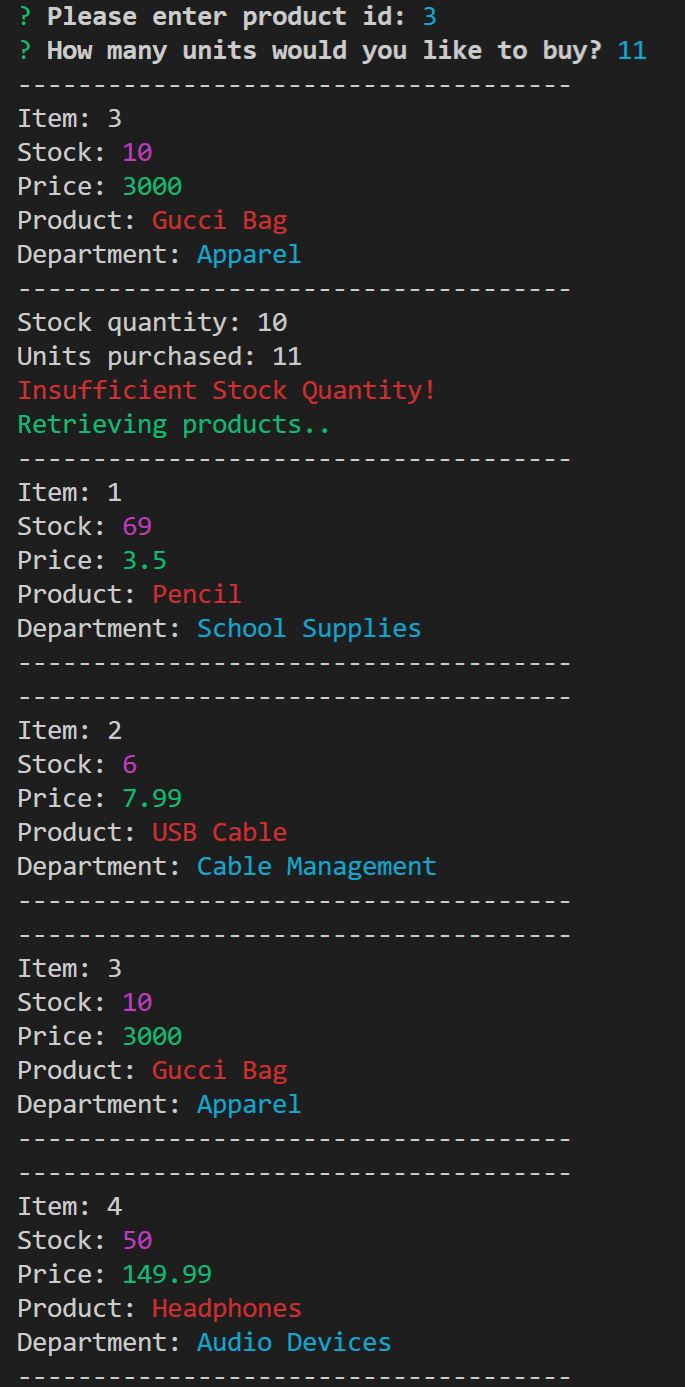 ? Please enter product id: 3
? How many units would you like to buy? 11
-------------------------------------
Item: 3
Stock: 10
Price: 3000
Product: Gucci Bag
Department: Apparel
-------------------------------------
Stock quantity: 10
Units purchased: 11
Insufficient Stock Quantity!
Retrieving products..
-------------------------------------
Item: 1
Stock: 69
Price: 3.5
Product: Pencil
Department: School Supplies
-------------------------------------
-------------------------------------
Item: 2
Stock: 6
Price: 7.99
Product: USB Cable
Department: Cable Management
-------------------------------------
-------------------------------------
Item: 3
Stock: 10
Price: 3000
Product: Gucci Bag
Department: Apparel
-------------------------------------
-------------------------------------
Item: 4
Stock: 50
Price: 149.99
Product: Headphones
Department: Audio Devices
-------------------------------------